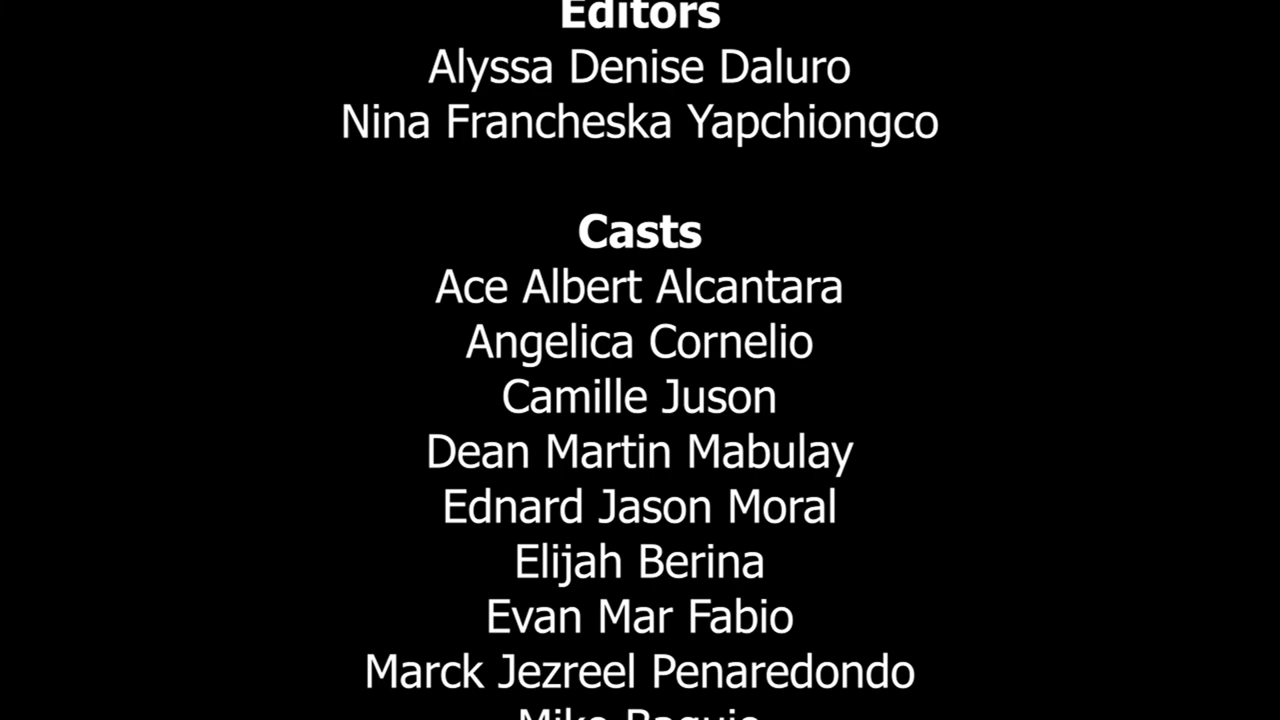 Editors
Alyssa Denise Daluro
Nina Francheska Yapchiongco
Casts
Ace Albert Alcantara
Angelica Cornelio
Camille Juson
Dean Martin Mabulay
Ednard Jason Moral
Elijah Berina
Evan Mar Fabio
Marck Jezreel Penaredondo
Mike